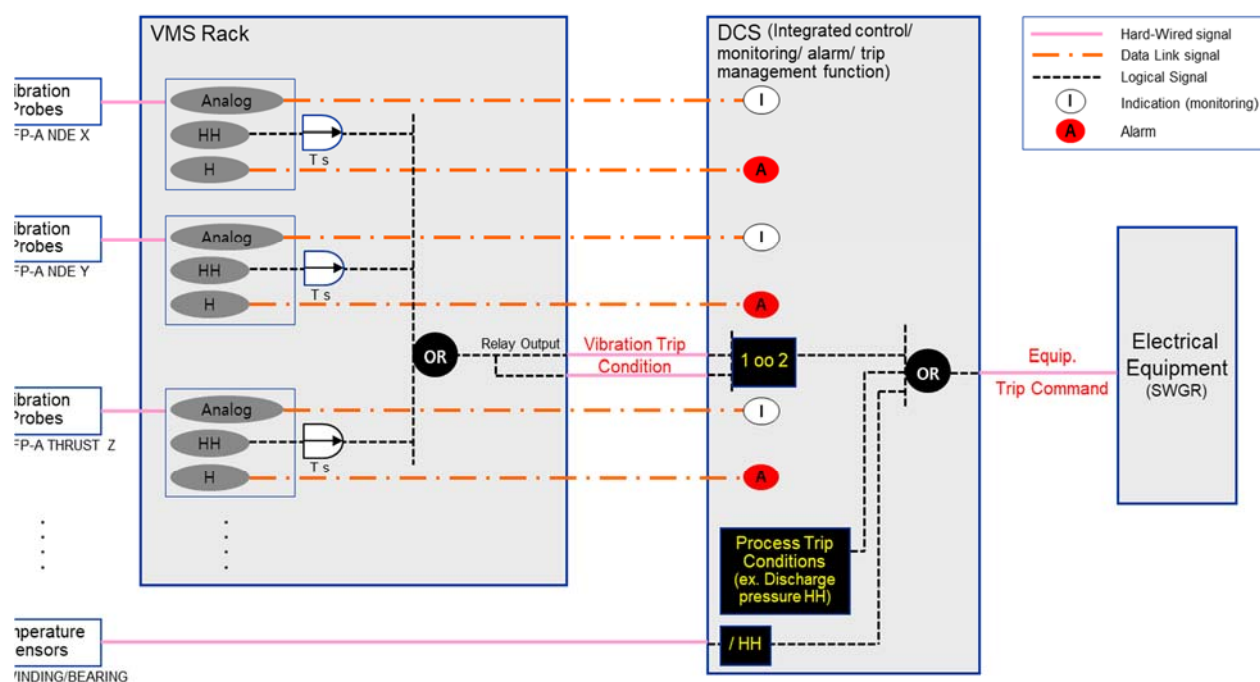 VMS Rack
DCS (Integrated control/
monitoring/ alarm/ trip
management function)
Hard-Wired signal
Data Link signal
Logical Signal
I
Indication (monitoring)
A
Alarm
ibration
Probes
FP-A NDE X
Analog
HH
H
T s
I
A
ibration
Probes
FP-A NDE Y
Analog
HH
H
T s
I
A
OR
Relay Output
Vibration Trip
Condition
1 oo 2
OR
Equip.
Trip Command
Electrical
Equipment
(SWGR)
ibration
Probes
FP-A THRUST Z
Analog
HH
H
T s
I
A
Process Trip
Conditions
(ex. Discharge
pressure HH)
mperature
ensors
VINDING/BEARING
/ HH